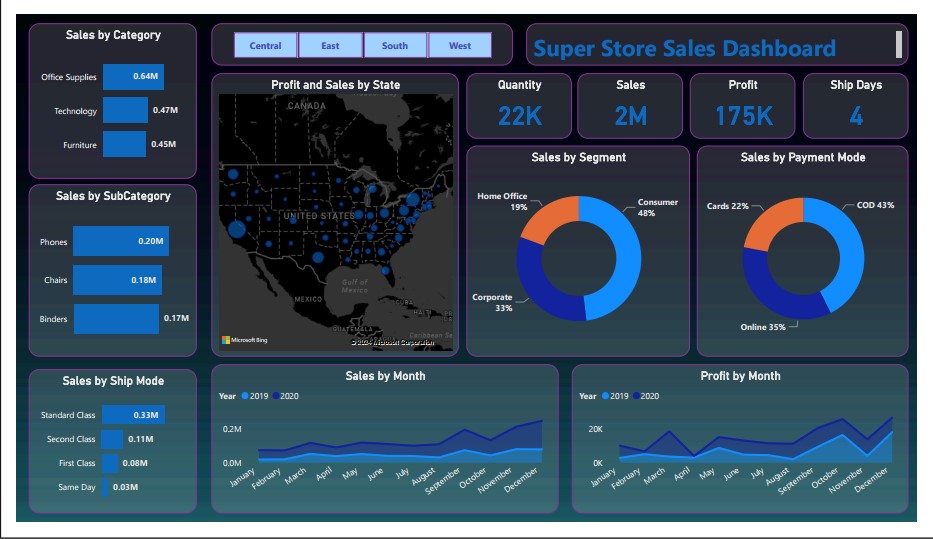 Sales by Category
Office Supplies 0.64M
Technology 0.47M
Furniture 0.45M
Central East South West
Super Store Sales Dashboard
Profit and Sales by State
CANADA
UNITED STATES
Gulf of
Mexico
MEXICO
CUBA
GUATEMALA
Microsoft Bing
© 2024 Microsoft Corporation
Quantity
22K
Sales
2M
Profit
175K
Ship Days
4
Sales by SubCategory
Phones 0.20M
Chairs 0.18M
Binders 0.17M
Sales by Segment
Home Office
19%
Consumer
48%
Corporate
33%
Sales by Payment Mode
Cards 22%
COD 43%
Online 35%
Sales by Ship Mode
Standard Class 0.33M
Second Class 0.11M
First Class 0.08M
Same Day 0.03M
Sales by Month
Year 2019 2020
0.2M
0.0M
January February March April May June July August September October November December
Profit by Month
Year 2019 2020
20K
0K
January February March April May June July August September October November December